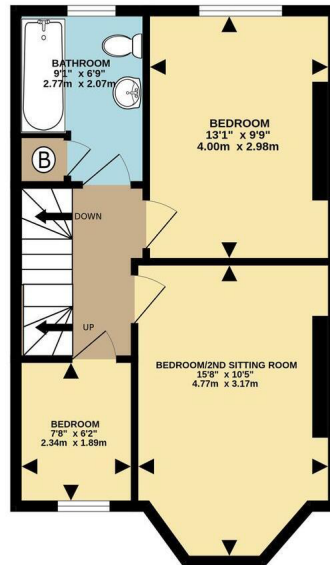 BATHROOM
9'1" x 6'9"
2.77m x 2.07m
BEDROOM
13'1" x 9'9"
4.00m x 2.98m
B
DOWN
UP
BEDROOM/2ND SITTING ROOM
15'8" x 10'5"
4.77m x 3.17m
BEDROOM
7'8" x 6'2"
2.34m x 1.89m